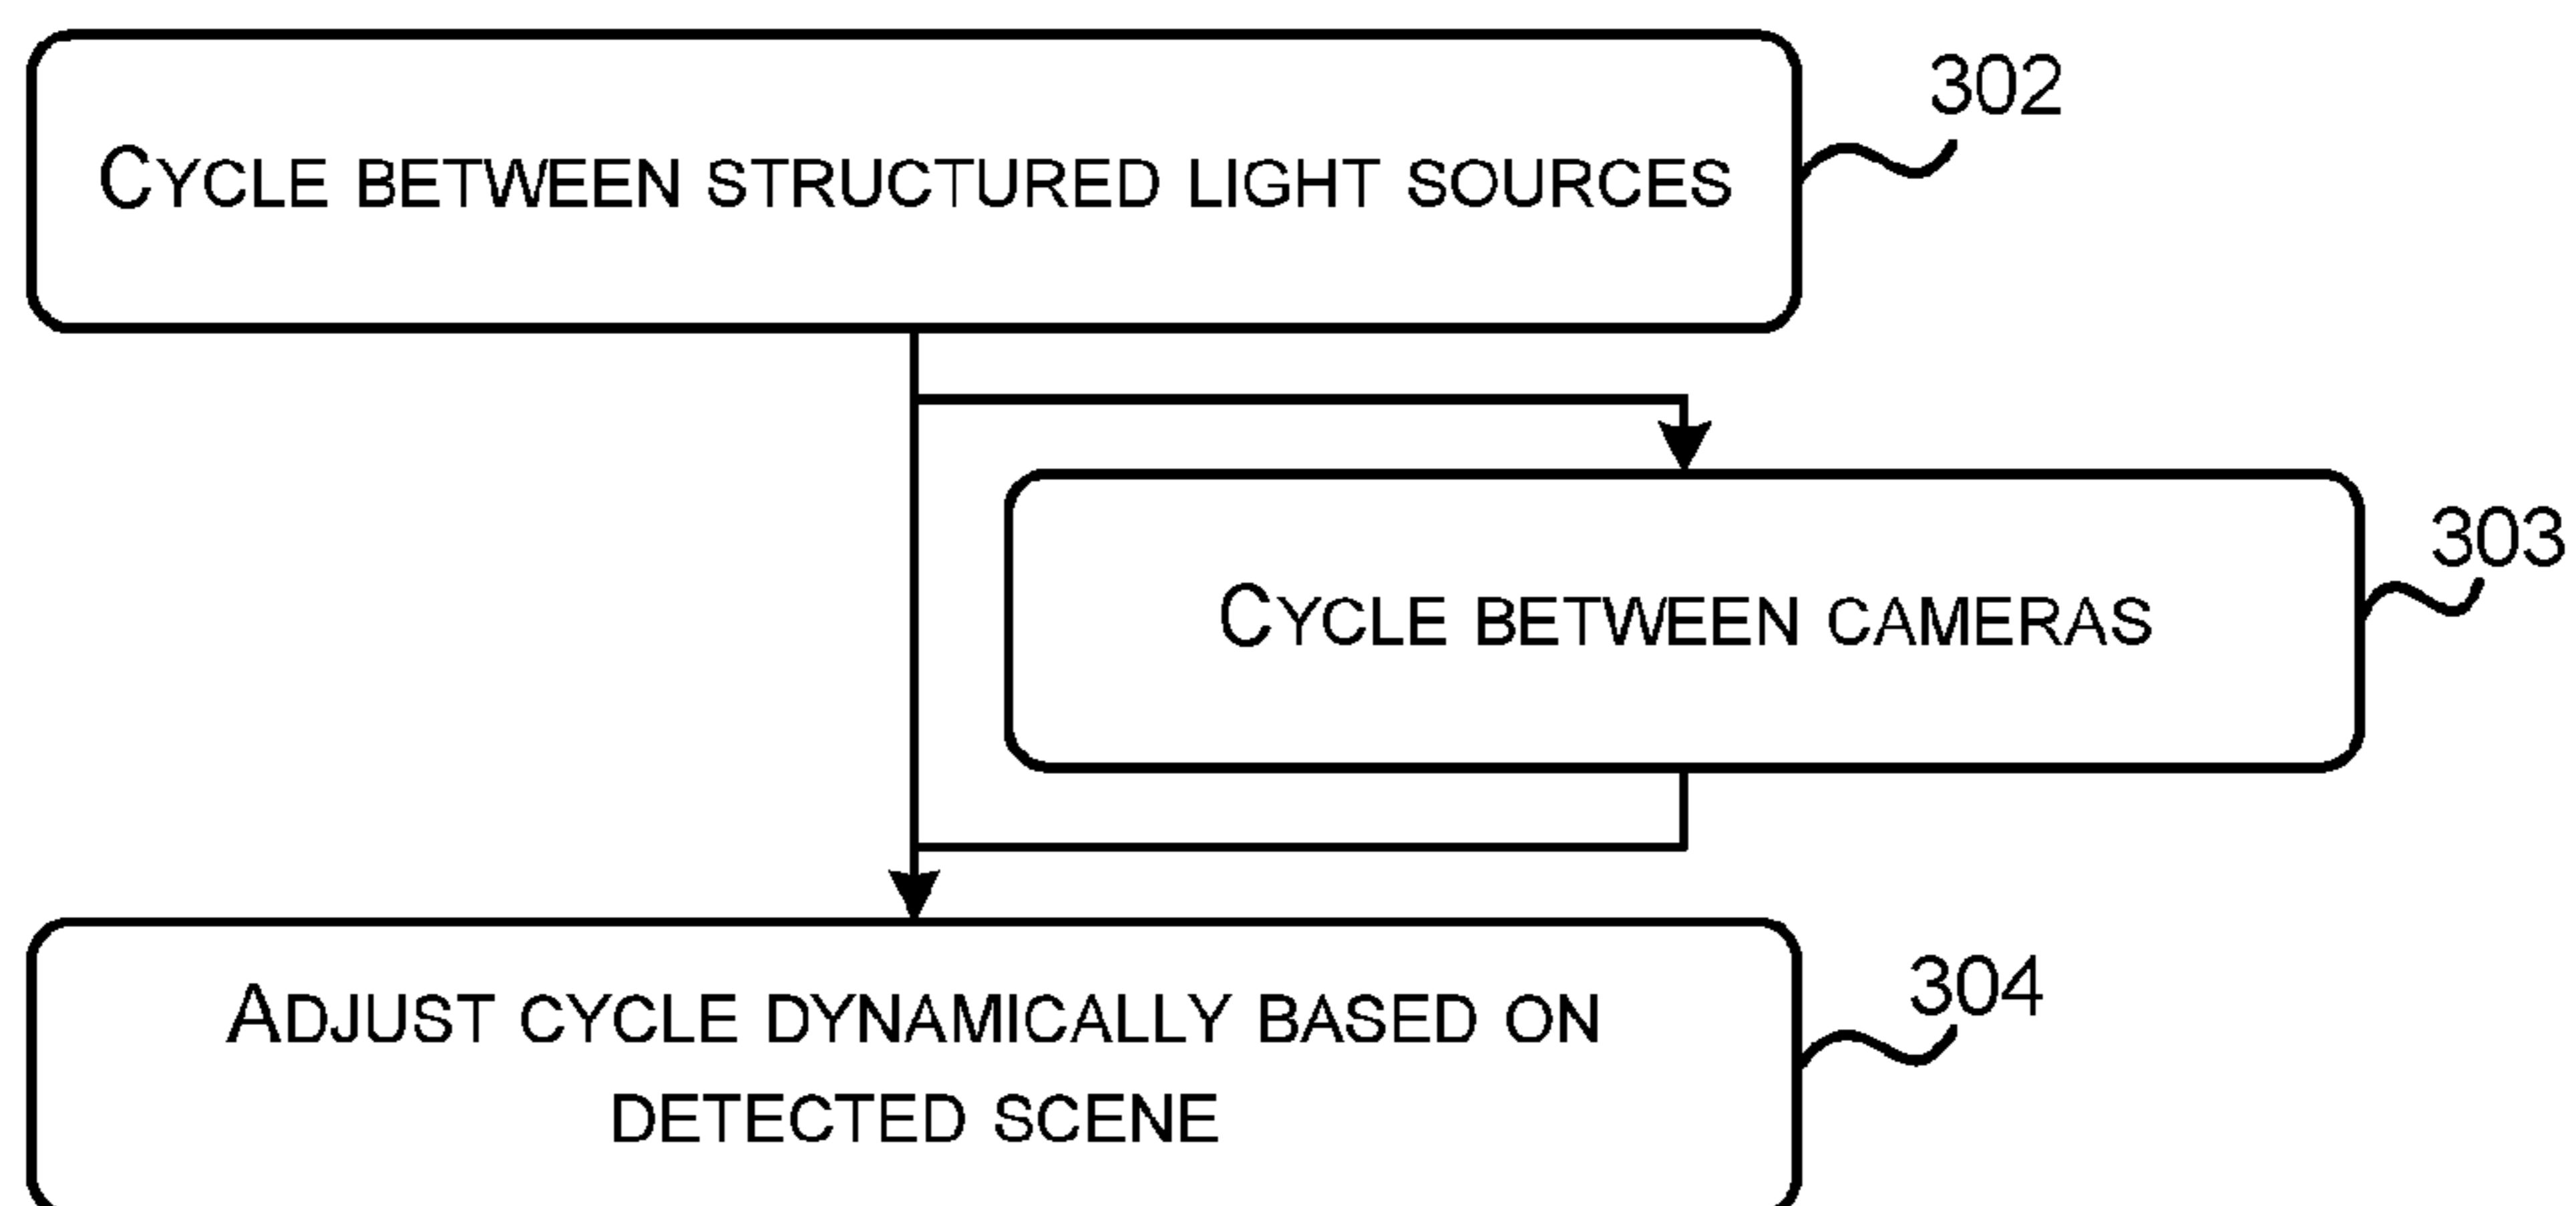 CYCLE BETWEEN STRUCTURED LIGHT SOURCES
302
CYCLE BETWEEN CAMERAS
303
ADJUST CYCLE DYNAMICALLY BASED ON
DETECTED SCENE
304